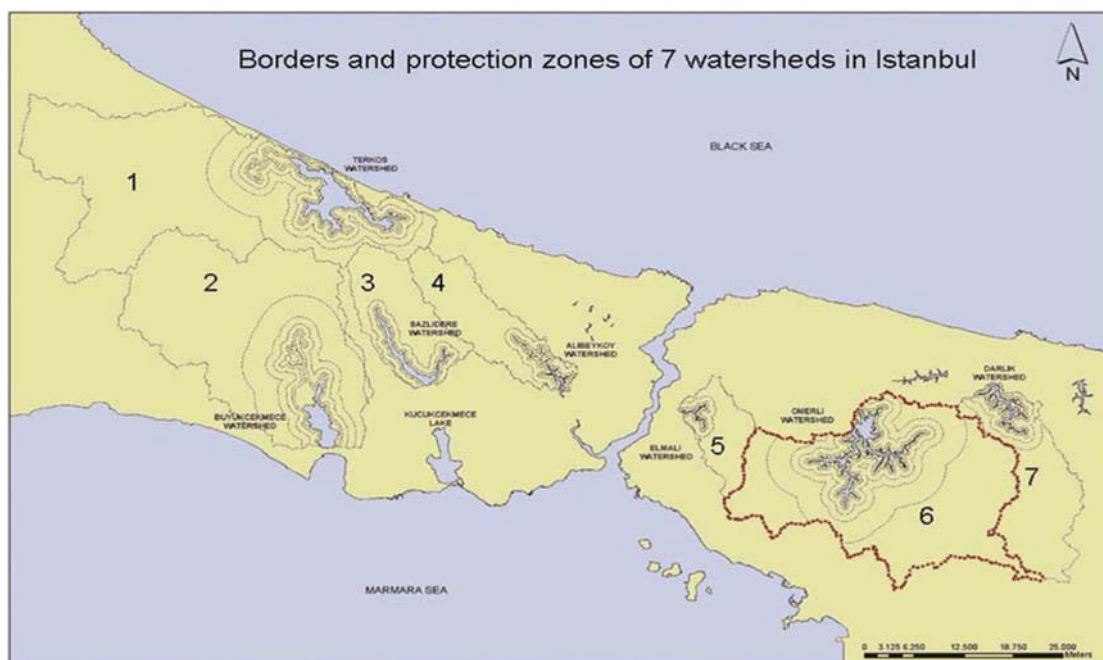 Borders and protection zones of 7 watersheds in Istanbul
N
BLACK SEA
TERKOS
WATERSHED
1
2
3
4
SAZLIDERE
WATERSHED
ALIBEYKOY
WATERSHED
BUYUKCEKMECE
WATERSHED
KUCUKCEKMECE
LAKE
DARLIK
WATERSHED
OMERLI
WATERSHED
ELMALI
WATERSHED
5
6
7
MARMARA SEA
0 3.125 6.250 12.500 18.750 25.000
Meters